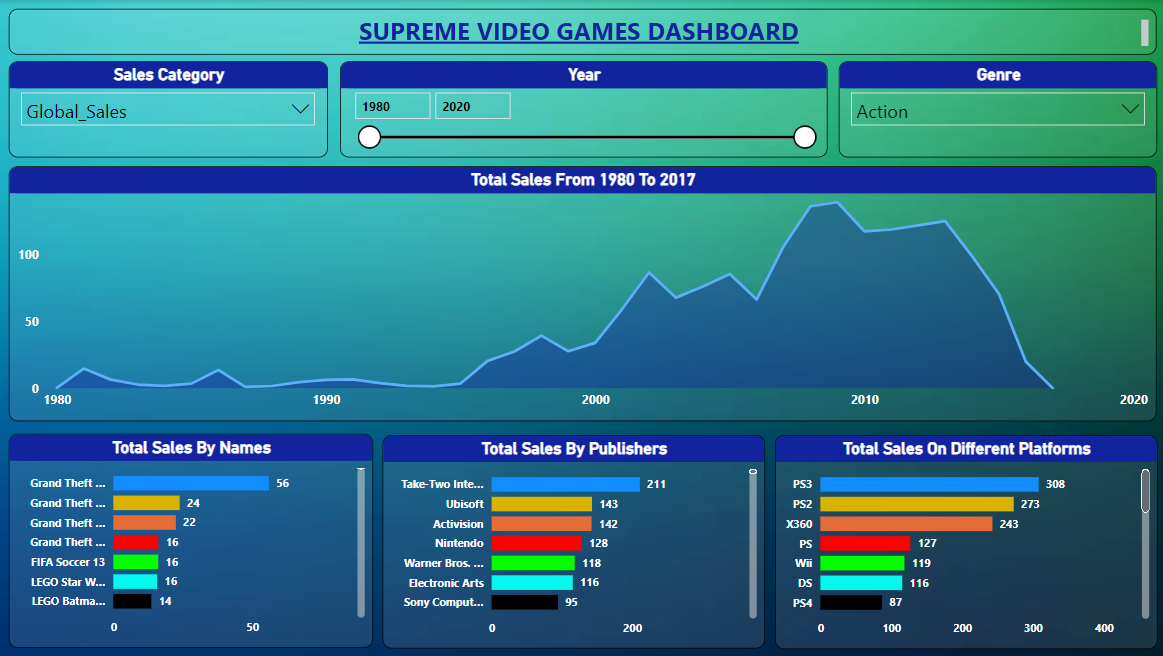 SUPREME VIDEO GAMES DASHBOARD
Sales Category
Global_Sales
Year
1980 2020
Genre
Action
Total Sales From 1980 To 2017
100
50
0
1980 1990 2000 2010 2020
Total Sales By Names
Grand Theft ... 56
Grand Theft ... 24
Grand Theft ... 22
Grand Theft ... 16
FIFA Soccer 13 16
LEGO Star W... 16
LEGO Batma... 14
0 50
Total Sales By Publishers
Take-Two Inte... 211
Ubisoft 143
Activision 142
Nintendo 128
Warner Bros. ... 118
Electronic Arts 116
Sony Comput... 95
0 200
Total Sales On Different Platforms
PS3 308
PS2 273
X360 243
PS 127
Wii 119
DS 116
PS4 87
0 100 200 300 400